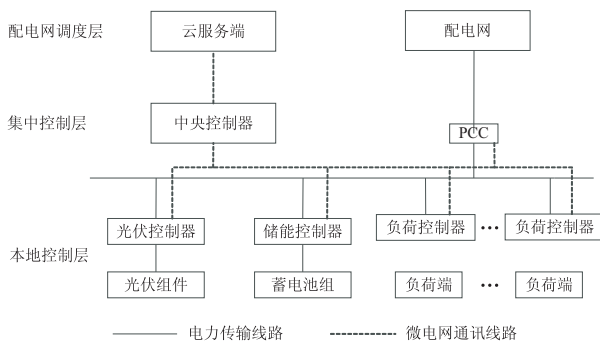 配电网调度层
云服务端
配电网
集中控制层
中央控制器
PCC
本地控制层
光伏控制器
储能控制器
负荷控制器
•••
负荷控制器
光伏组件
蓄电池组
负荷端
•••
负荷端
电力传输线路
微电网通讯线路